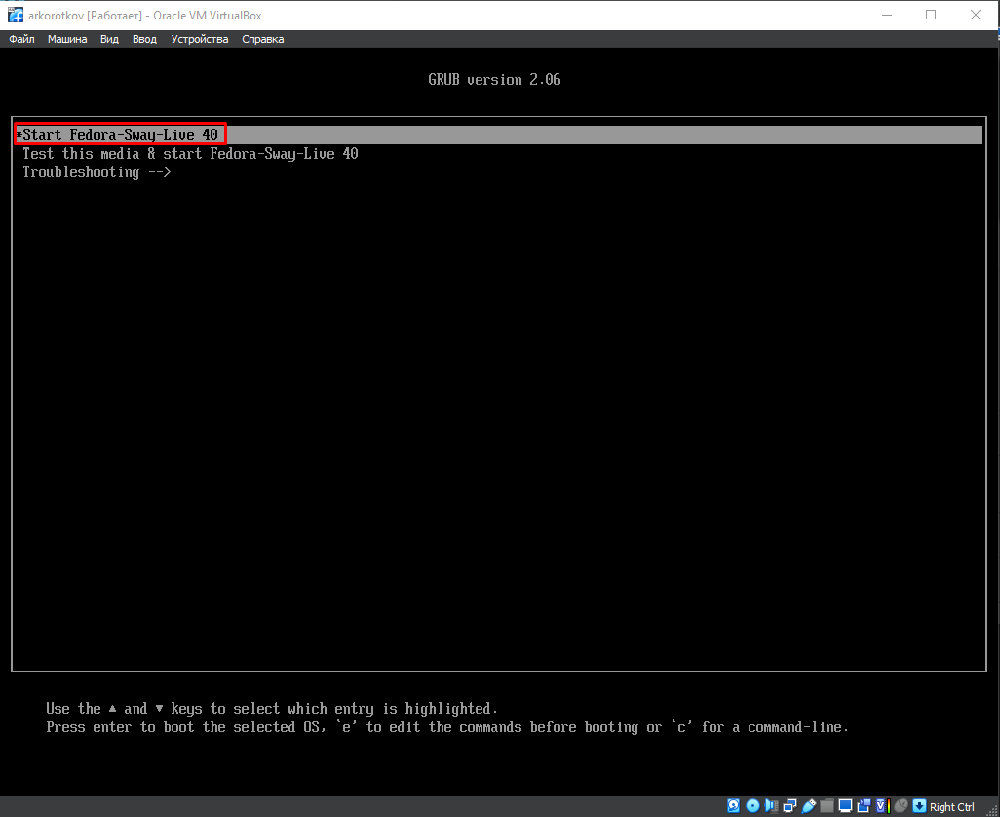 arkorotkov [Работает] - Oracle VM VirtualBox
Файл Машина Вид Ввод Устройства Справка
GRUB version 2.06
*Start Fedora-Sway-Live 40
Test this media & start Fedora-Sway-Live 40
Troubleshooting -->
Use the ▲ and ▼ keys to select which entry is highlighted.
Press enter to boot the selected OS, `e' to edit the commands before booting or `c' for a command-line.
Right Ctrl